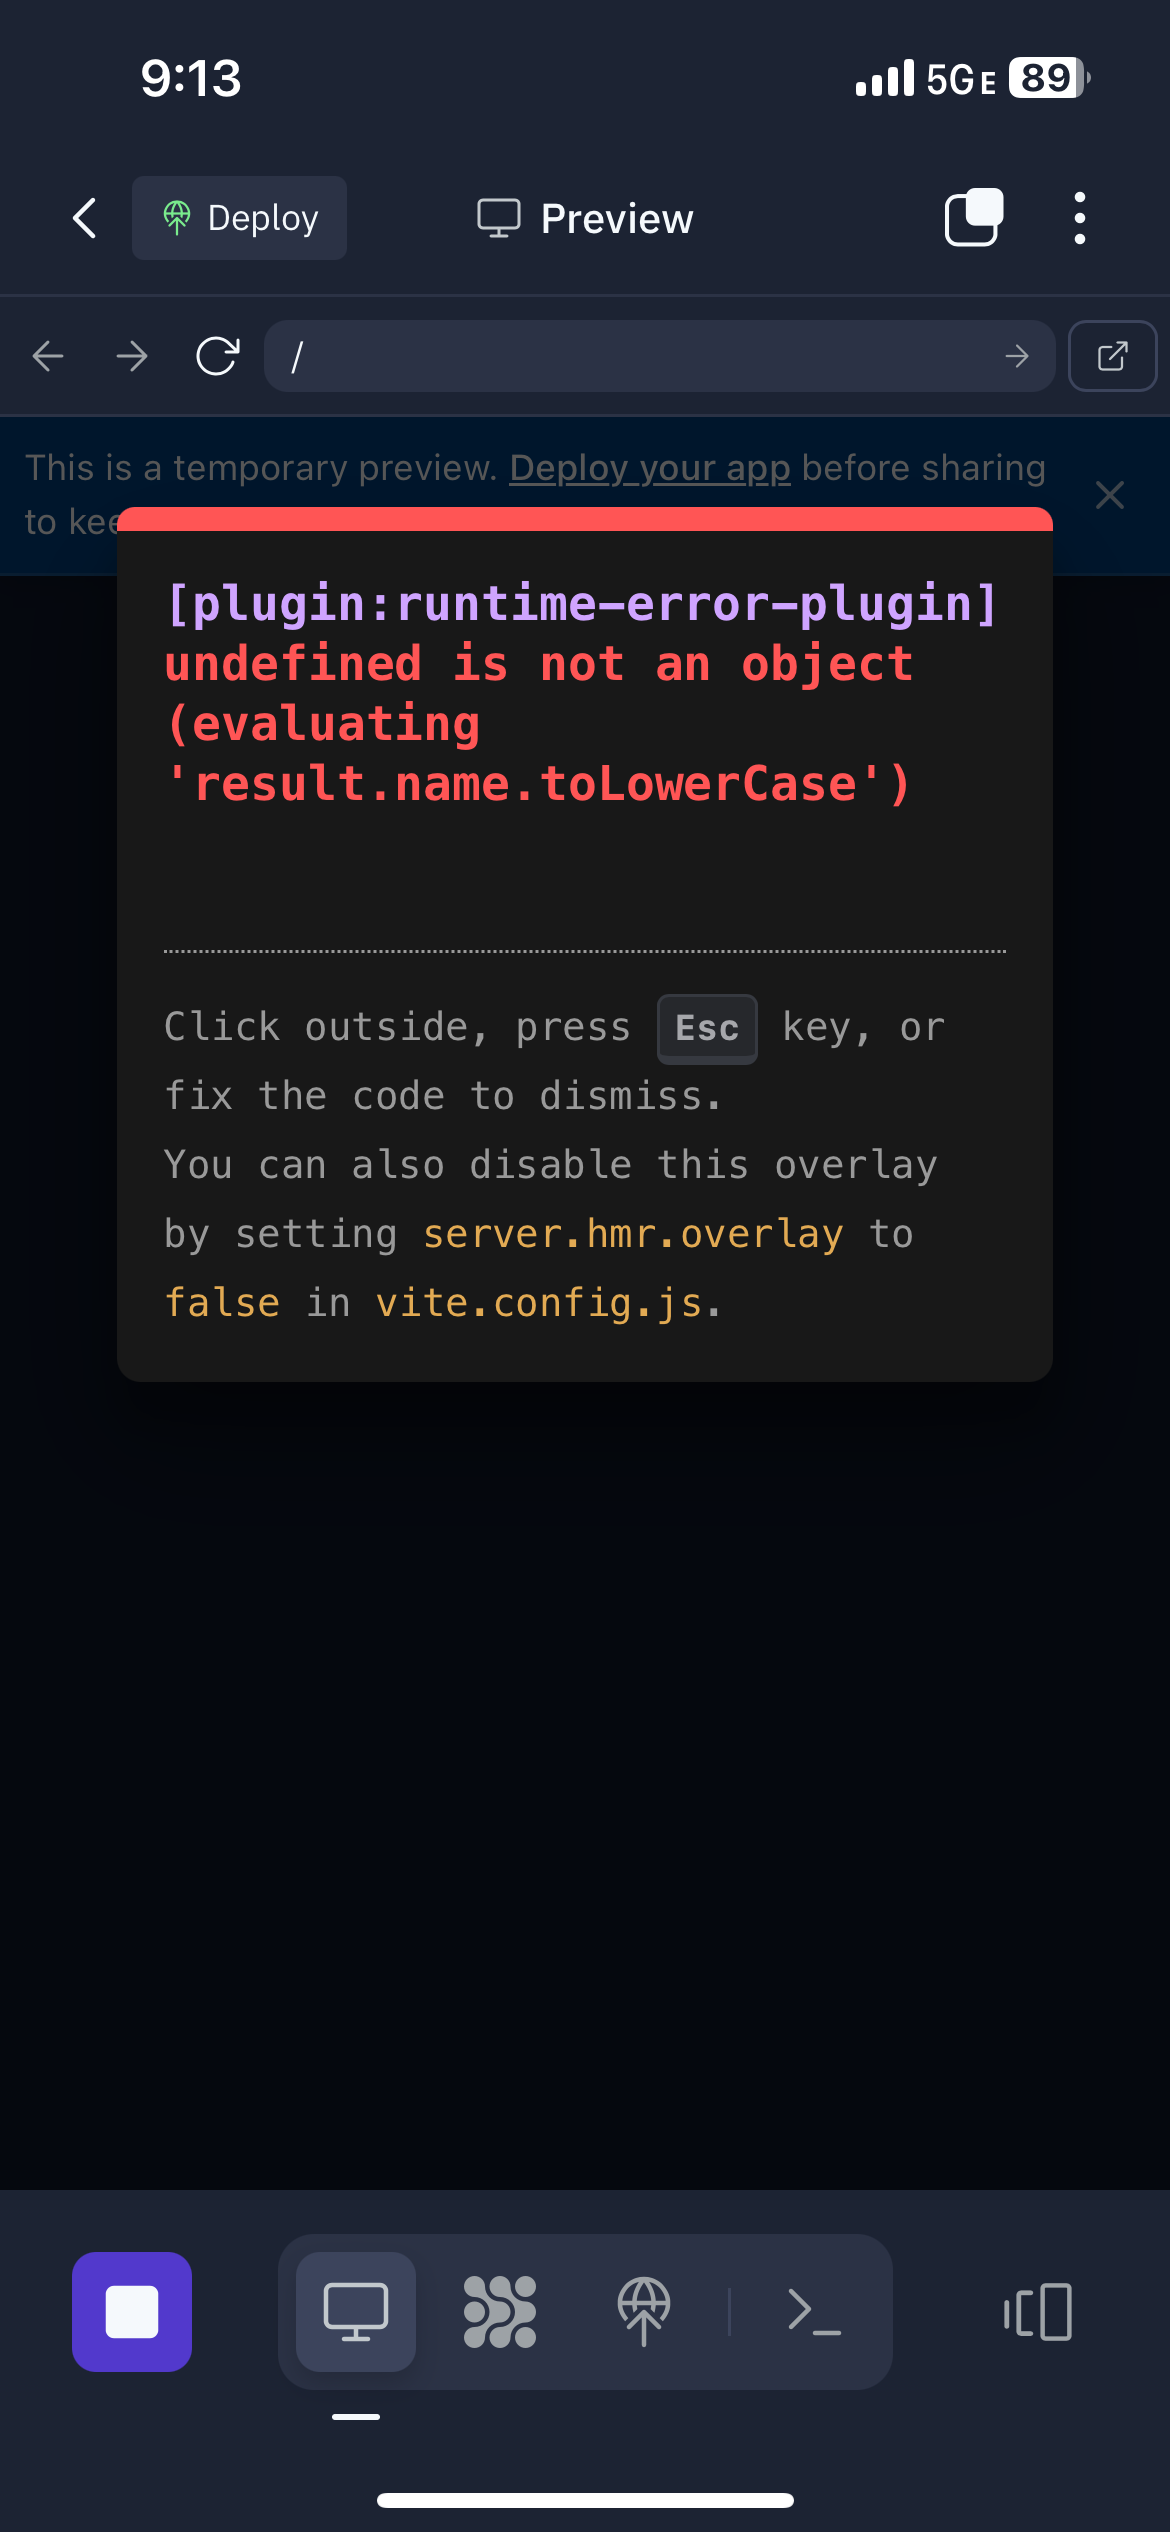 9:13
5G E 89
Deploy
Preview
/
This is a temporary preview. Deploy your app before sharing
to kee
[plugin:runtime-error-plugin]
undefined is not an object
(evaluating
'result.name.toLowerCase')
Click outside, press Esc key, or
fix the code to dismiss.
You can also disable this overlay
by setting server.hmr.overlay to
false in vite.config.js.